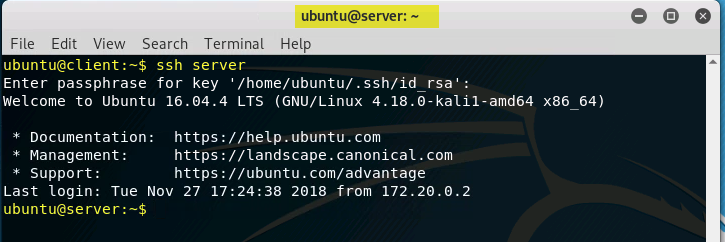 ubuntu@server: ~
File Edit View Search Terminal Help
ubuntu@client:~$ ssh server
Enter passphrase for key '/home/ubuntu/.ssh/id_rsa':
Welcome to Ubuntu 16.04.4 LTS (GNU/Linux 4.18.0-kali1-amd64 x86_64)
* Documentation:  https://help.ubuntu.com
* Management:     https://landscape.canonical.com
* Support:        https://ubuntu.com/advantage
Last login: Tue Nov 27 17:24:38 2018 from 172.20.0.2
ubuntu@server:~$